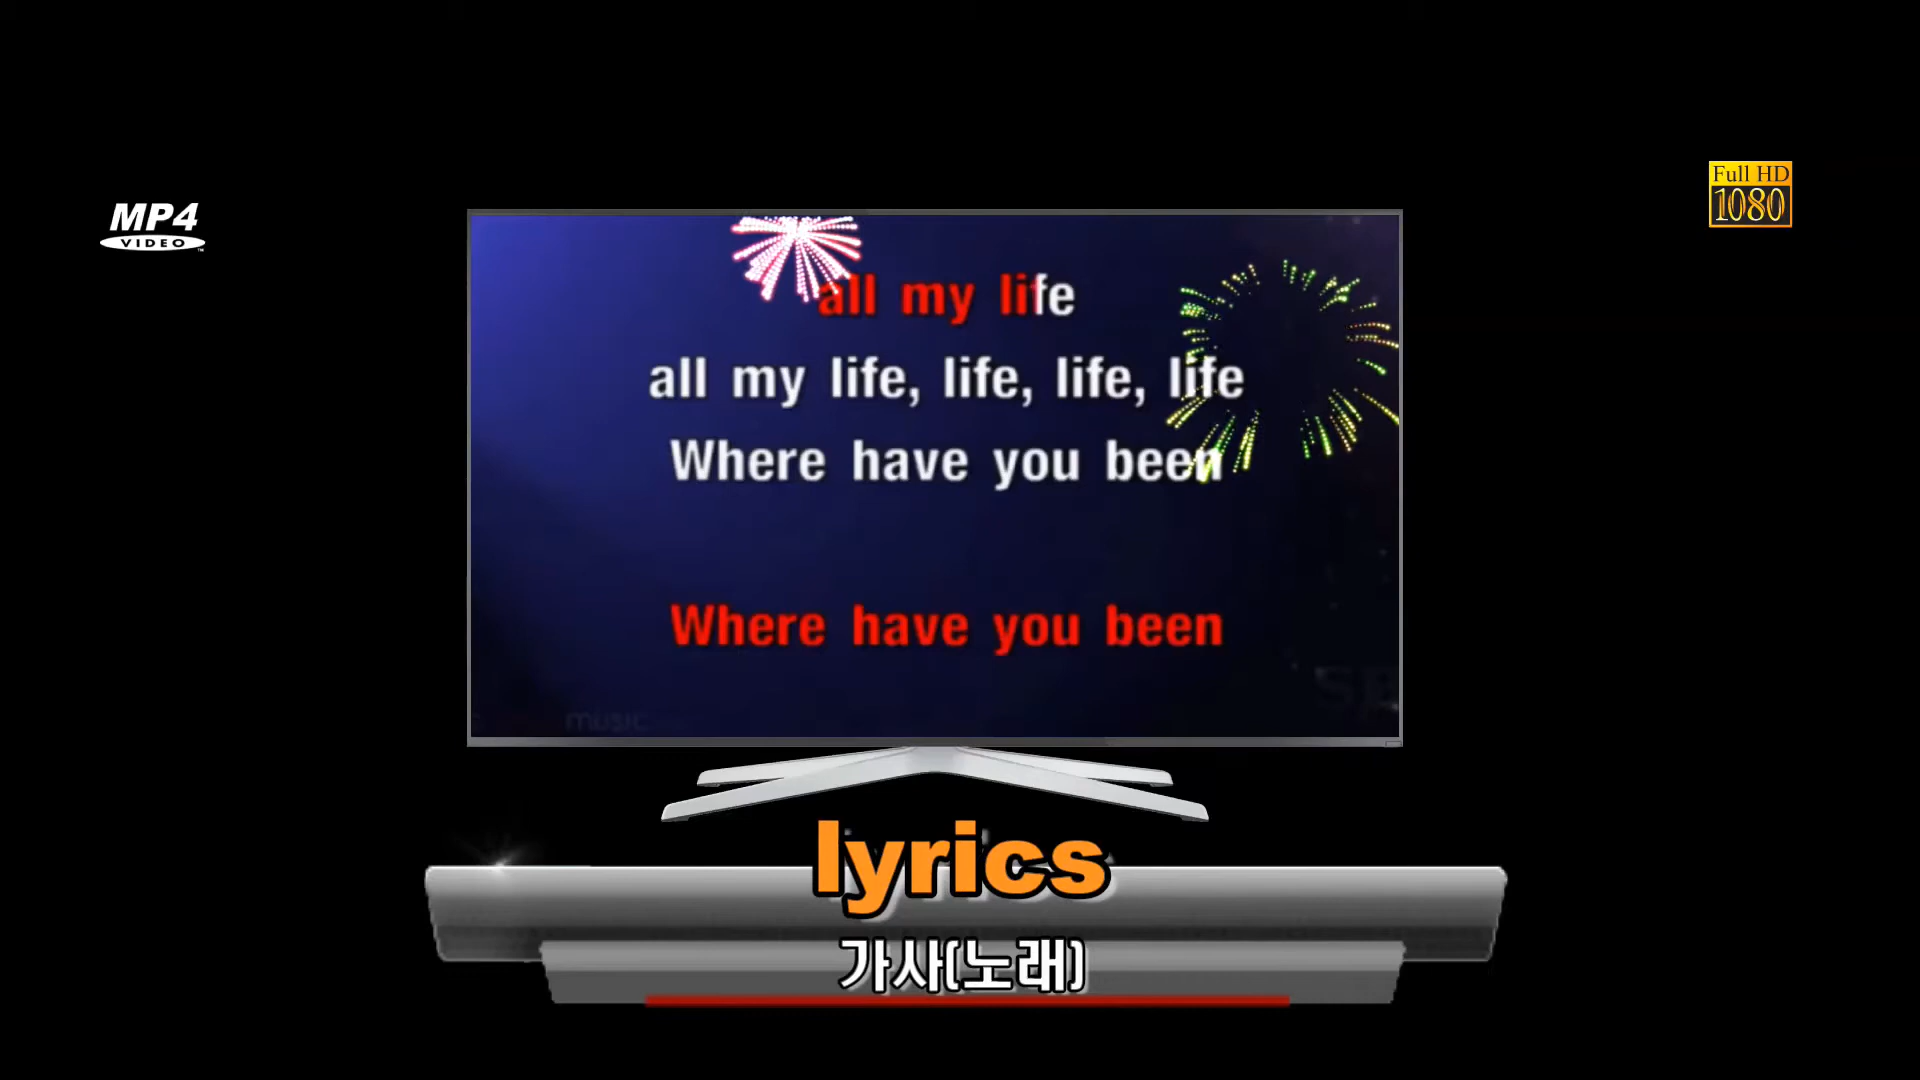 Full HD
1080
MP4
VIDEO
all my life
all my life, life, life, life
Where have you been
Where have you been
music
lyrics
가사(노래)